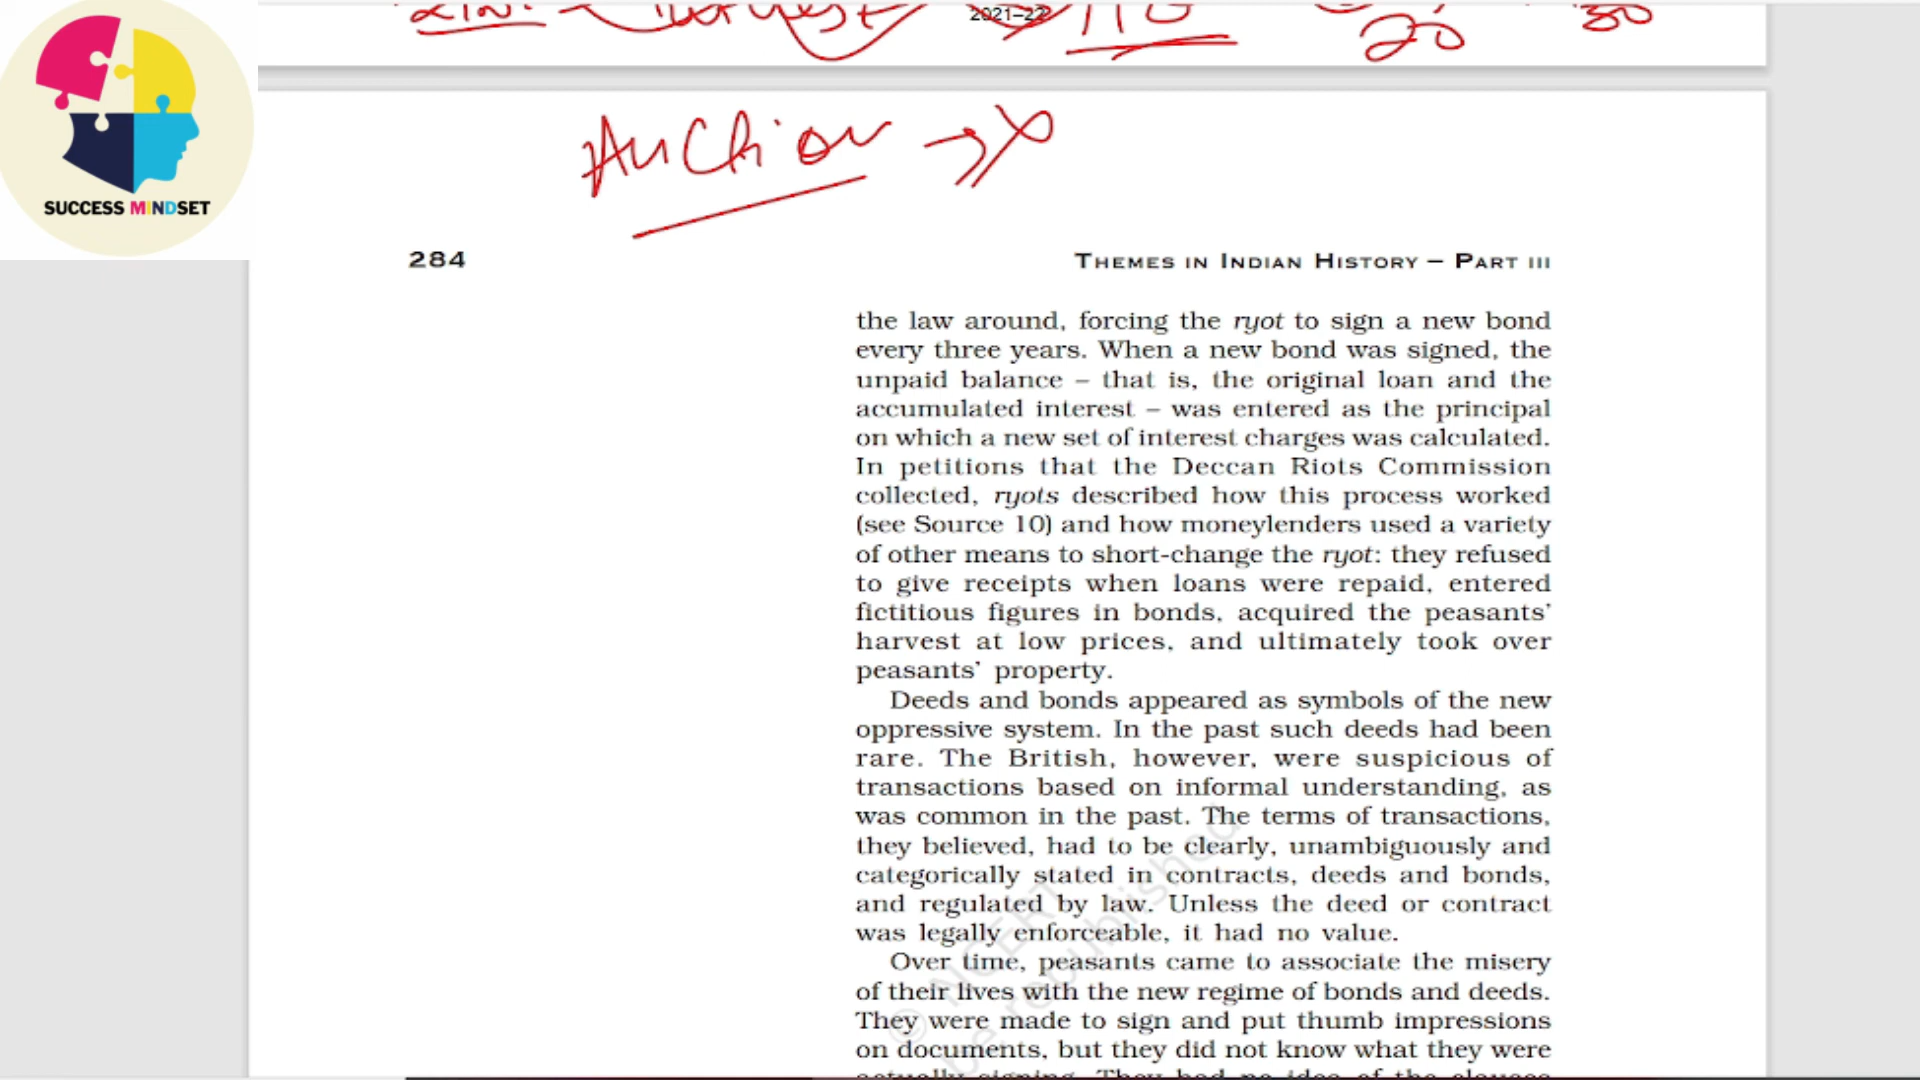 2021–22
20
30
SUCCESS MINDSET
Auction
284
THEMES IN INDIAN HISTORY – PART III
the law around, forcing the ryot to sign a new bond
every three years. When a new bond was signed, the
unpaid balance – that is, the original loan and the
accumulated interest – was entered as the principal
on which a new set of interest charges was calculated.
In petitions that the Deccan Riots Commission
collected, ryots described how this process worked
(see Source 10) and how moneylenders used a variety
of other means to short-change the ryot: they refused
to give receipts when loans were repaid, entered
fictitious figures in bonds, acquired the peasants’
harvest at low prices, and ultimately took over
peasants’ property.
Deeds and bonds appeared as symbols of the new
oppressive system. In the past such deeds had been
rare. The British, however, were suspicious of
transactions based on informal understanding, as
was common in the past. The terms of transactions,
they believed, had to be clearly, unambiguously and
categorically stated in contracts, deeds and bonds,
and regulated by law. Unless the deed or contract
was legally enforceable, it had no value.
Over time, peasants came to associate the misery
of their lives with the new regime of bonds and deeds.
They were made to sign and put thumb impressions
on documents, but they did not know what they were
© NCERT
be republished